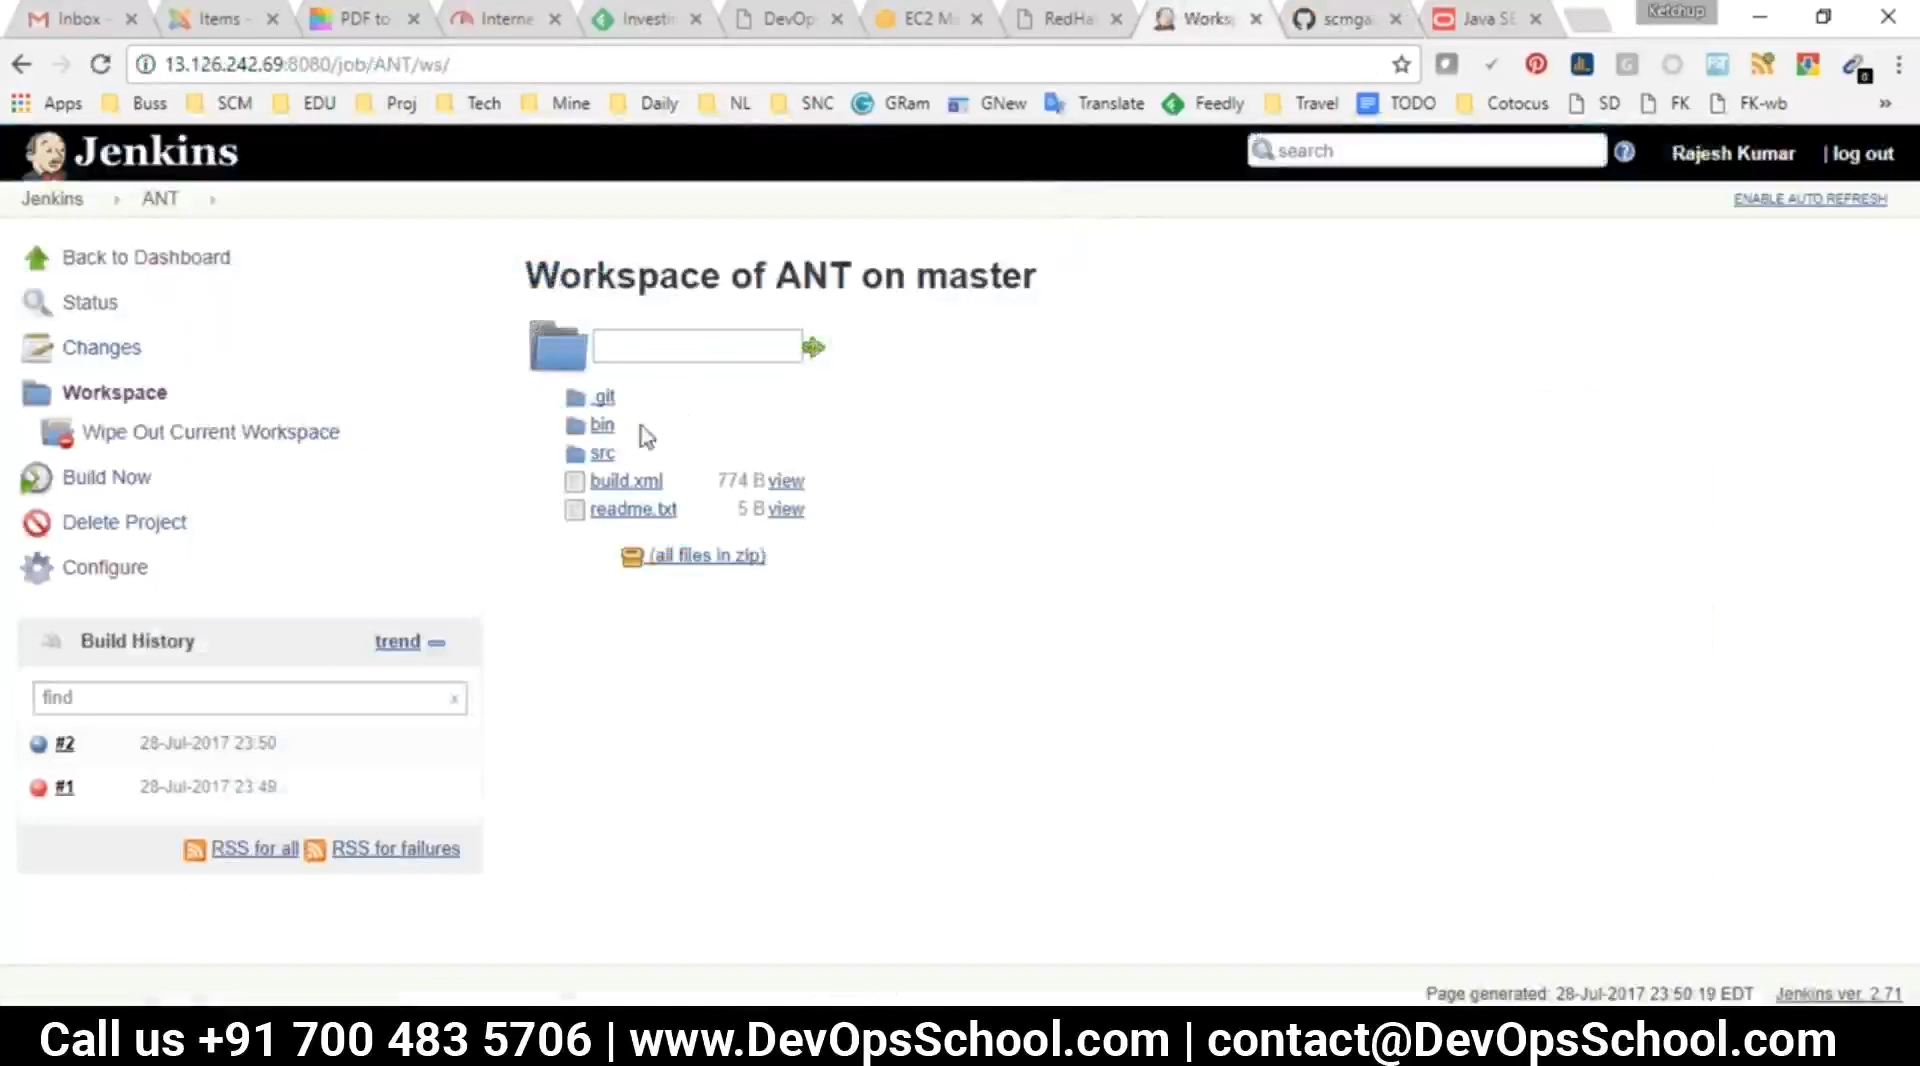 Inbox -
Items -
PDF to
Interne
Investin
DevOp
EC2 M
RedHa
Works
scmga
Java SE
Ketchup
13.126.242.69:8080/job/ANT/ws/
Apps
Buss
SCM
EDU
Proj
Tech
Mine
Daily
NL
SNC
GRam
GNew
Translate
Feedly
Travel
TODO
Cotocus
SD
FK
FK-wb
»
Jenkins
search
Rajesh Kumar
| log out
Jenkins
ANT
ENABLE AUTO REFRESH
Back to Dashboard
Status
Changes
Workspace
Wipe Out Current Workspace
Build Now
Delete Project
Configure
Workspace of ANT on master
.git
bin
src
build.xml 774 B view
readme.txt 5 B view
(all files in zip)
Build History
trend
find
x
#2 28-Jul-2017 23:50
#1 28-Jul-2017 23:49
RSS for all
RSS for failures
Page generated: 28-Jul-2017 23:50:19 EDT
Jenkins ver. 2.71
Call us +91 700 483 5706 | www.DevOpsSchool.com | contact@DevOpsSchool.com